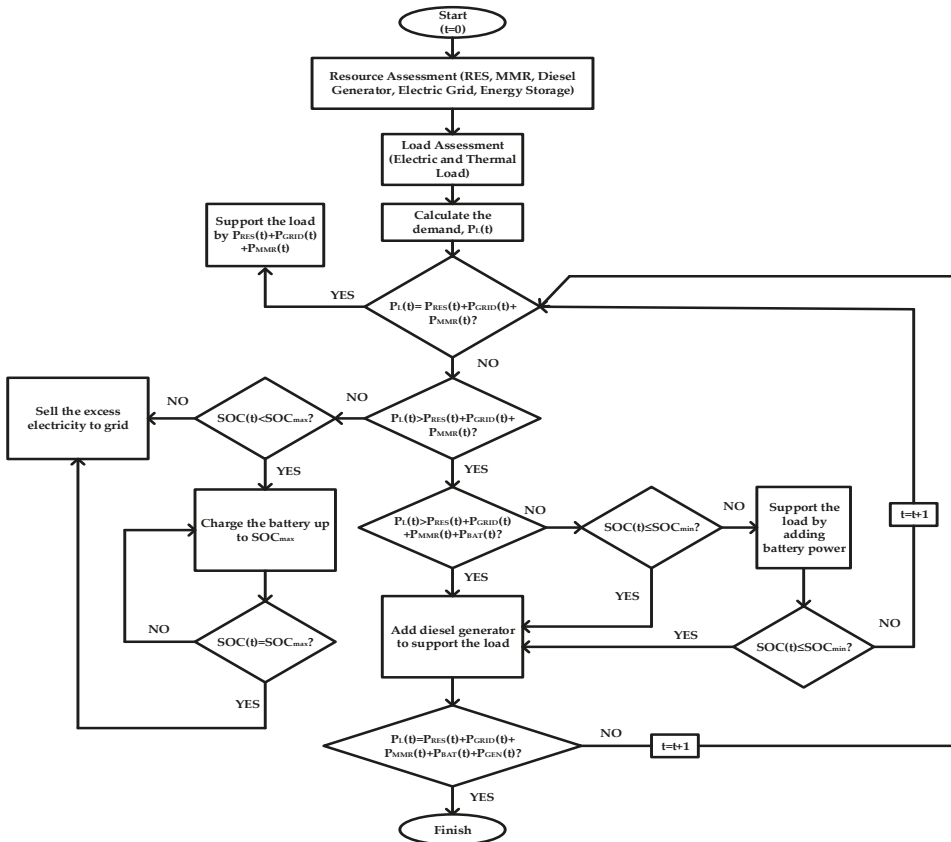 Start
(t=0)
Resource Assessment (RES, MMR, Diesel
Generator, Electric Grid, Energy Storage)
Load Assessment
(Electric and Thermal
Load)
Calculate the
demand, PL(t)
Support the load
by PRES(t)+PGRID(t)
+PMMR(t)
YES
PL(t)= PRES(t)+PGRID(t)+
PMMR(t)?
NO
Sell the excess
electricity to grid
NO
SOC(t)<SOCmax?
NO
PL(t)>PRES(t)+PGRID(t)+
PMMR(t)?
YES
YES
Charge the battery up
to SOCmax
PL(t)>PRES(t)+PGRID(t)
+PMMR(t)+PBAT(t)?
NO
SOC(t)≤SOCmin?
NO
Support the
load by
adding
battery power
t=t+1
YES
YES
NO
SOC(t)=SOCmax?
YES
Add diesel generator
to support the load
YES
SOC(t)≤SOCmin?
NO
PL(t)=PRES(t)+PGRID(t)+
PMMR(t)+PBAT(t)+PGEN(t)?
NO
t=t+1
YES
Finish